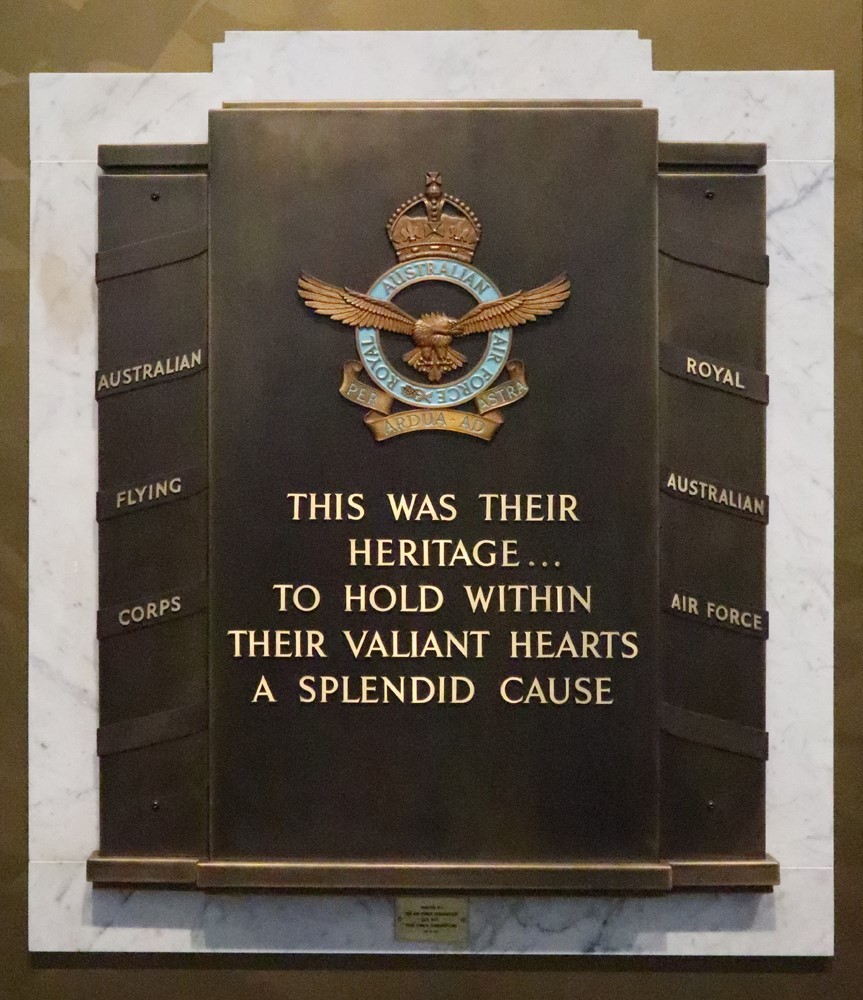 ROYAL AUSTRALIAN AIR FORCE
PER ARDUA · AD ASTRA
AUSTRALIAN
FLYING
CORPS
THIS WAS THEIR
HERITAGE...
TO HOLD WITHIN
THEIR VALIANT HEARTS
A SPLENDID CAUSE
ROYAL
AUSTRALIAN
AIR FORCE